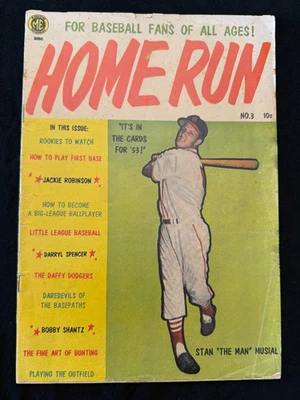 ME
FOR BASEBALL FANS OF ALL AGES!
HOME RUN
NO.3 10¢
IN THIS ISSUE:
ROOKIES TO WATCH
HOW TO PLAY FIRST BASE
JACKIE ROBINSON
HOW TO BECOME
A BIG-LEAGUE BALLPLAYER
LITTLE LEAGUE BASEBALL
DARRYL SPENCER
THE DAFFY DODGERS
DAREDEVILS OF
THE BASEPATHS
BOBBY SHANTZ
THE FINE ART OF BUNTING
PLAYING THE OUTFIELD
"IT'S IN
THE CARDS
FOR '53!"
STAN "THE MAN" MUSIAL